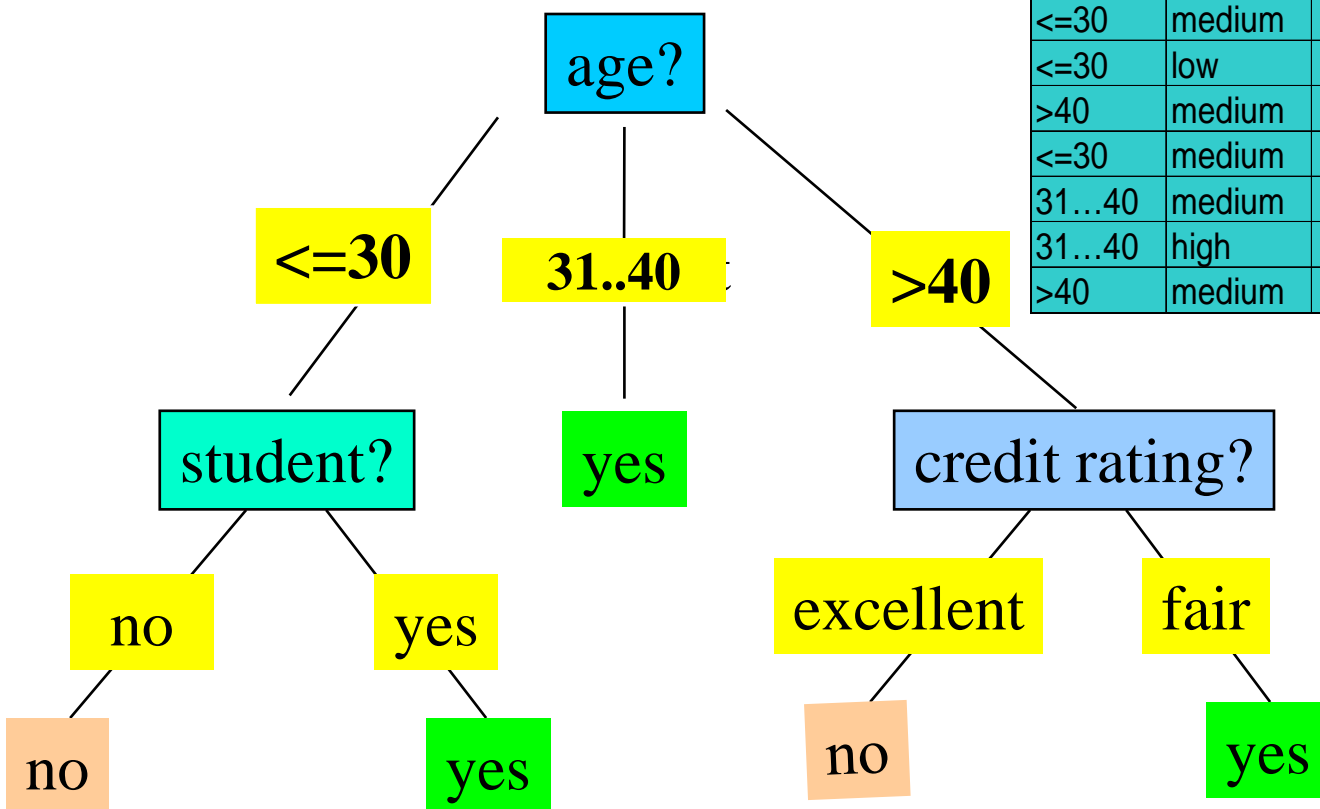 age?
<=30 medium
<=30 low
>40 medium
<=30 medium
31…40 medium
31…40 high
>40 medium
<=30
31..40
>40
student?
yes
credit rating?
no
yes
excellent
fair
no
yes
no
yes